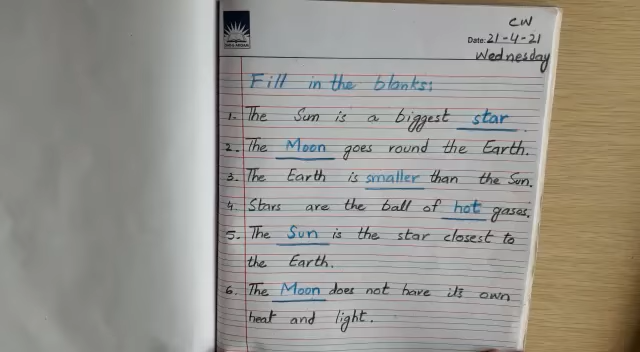 CW
Date: 21-4-21
Wednesday
Fill in the blanks:
1. The Sun is a biggest star
2. The Moon goes round the Earth.
3. The Earth is smaller than the Sun.
4. Stars are the ball of hot gases.
5. The Sun is the star closest to
the Earth.
6. The Moon does not have its own
heat and light.